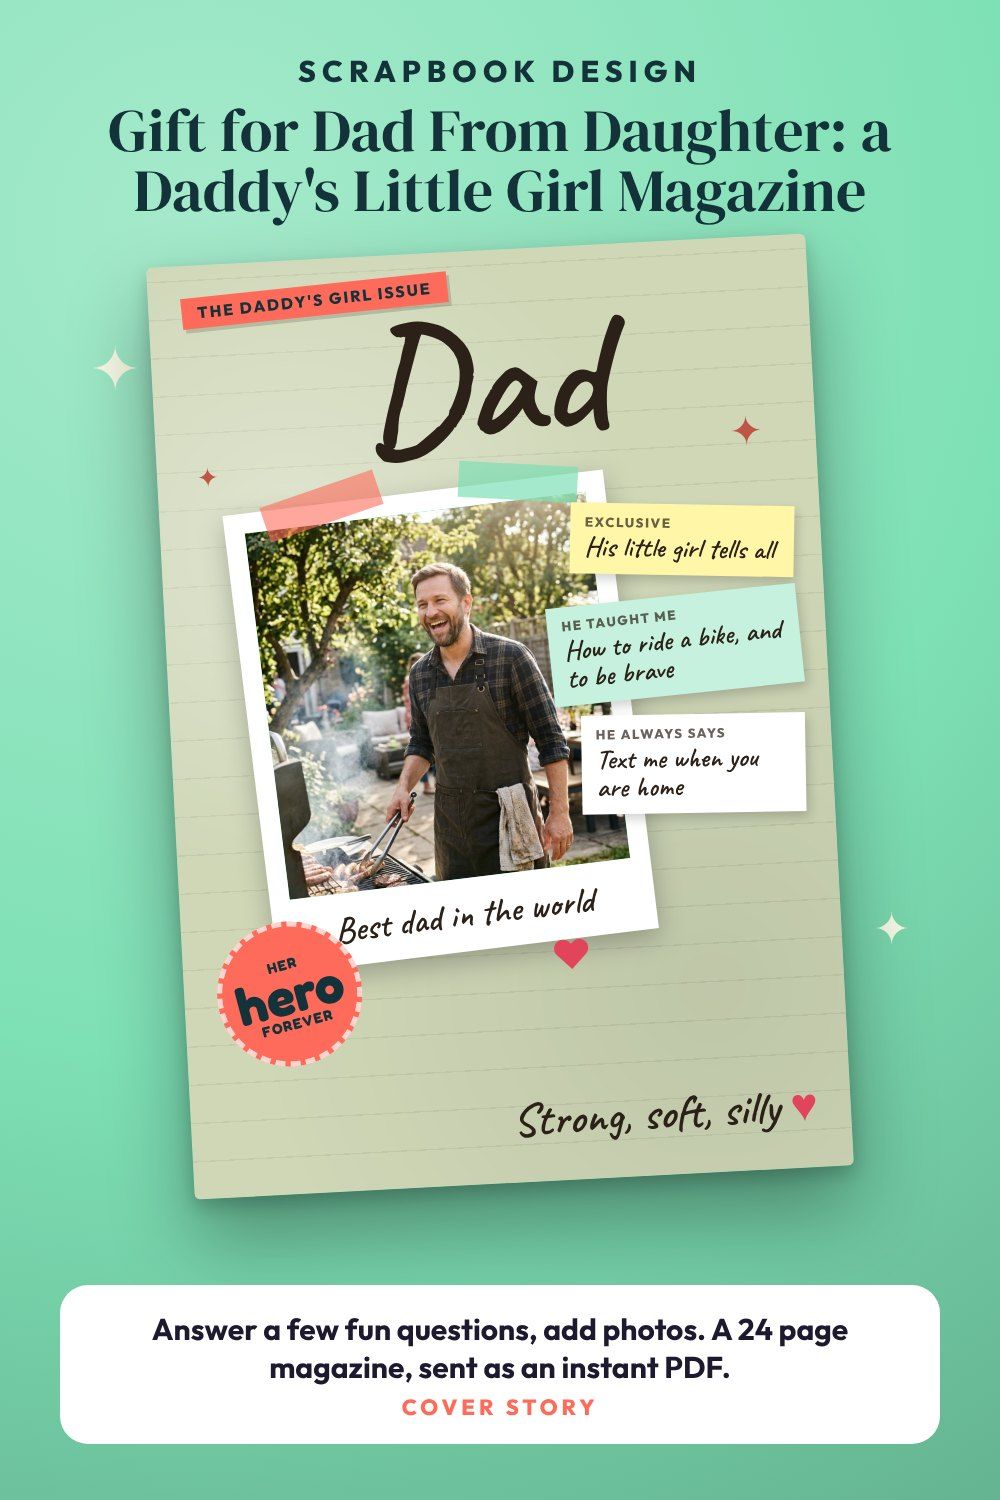 SCRAPBOOK DESIGN
Gift for Dad From Daughter: a
Daddy's Little Girl Magazine
THE DADDY'S GIRL ISSUE
Dad
EXCLUSIVE
His little girl tells all
HE TAUGHT ME
How to ride a bike, and
to be brave
HE ALWAYS SAYS
Text me when you
are home
Best dad in the world
HER
hero
FOREVER
Strong, soft, silly
Answer a few fun questions, add photos. A 24 page
magazine, sent as an instant PDF.
COVER STORY